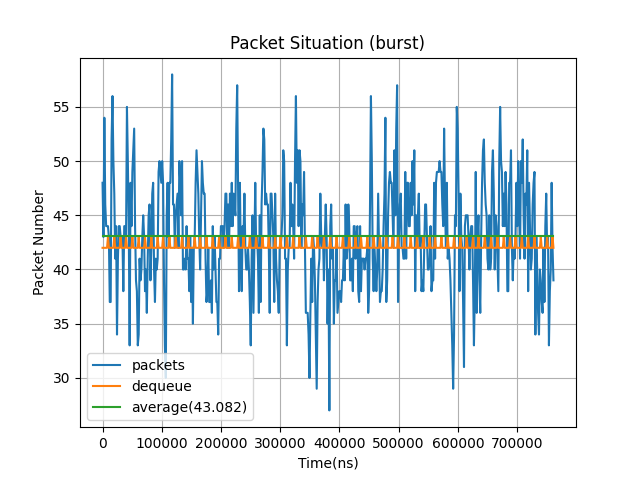 Packet Situation (burst)
Packet Number
55
50
45
40
35
30
packets
dequeue
average(43.082)
0 100000 200000 300000 400000 500000 600000 700000
Time(ns)